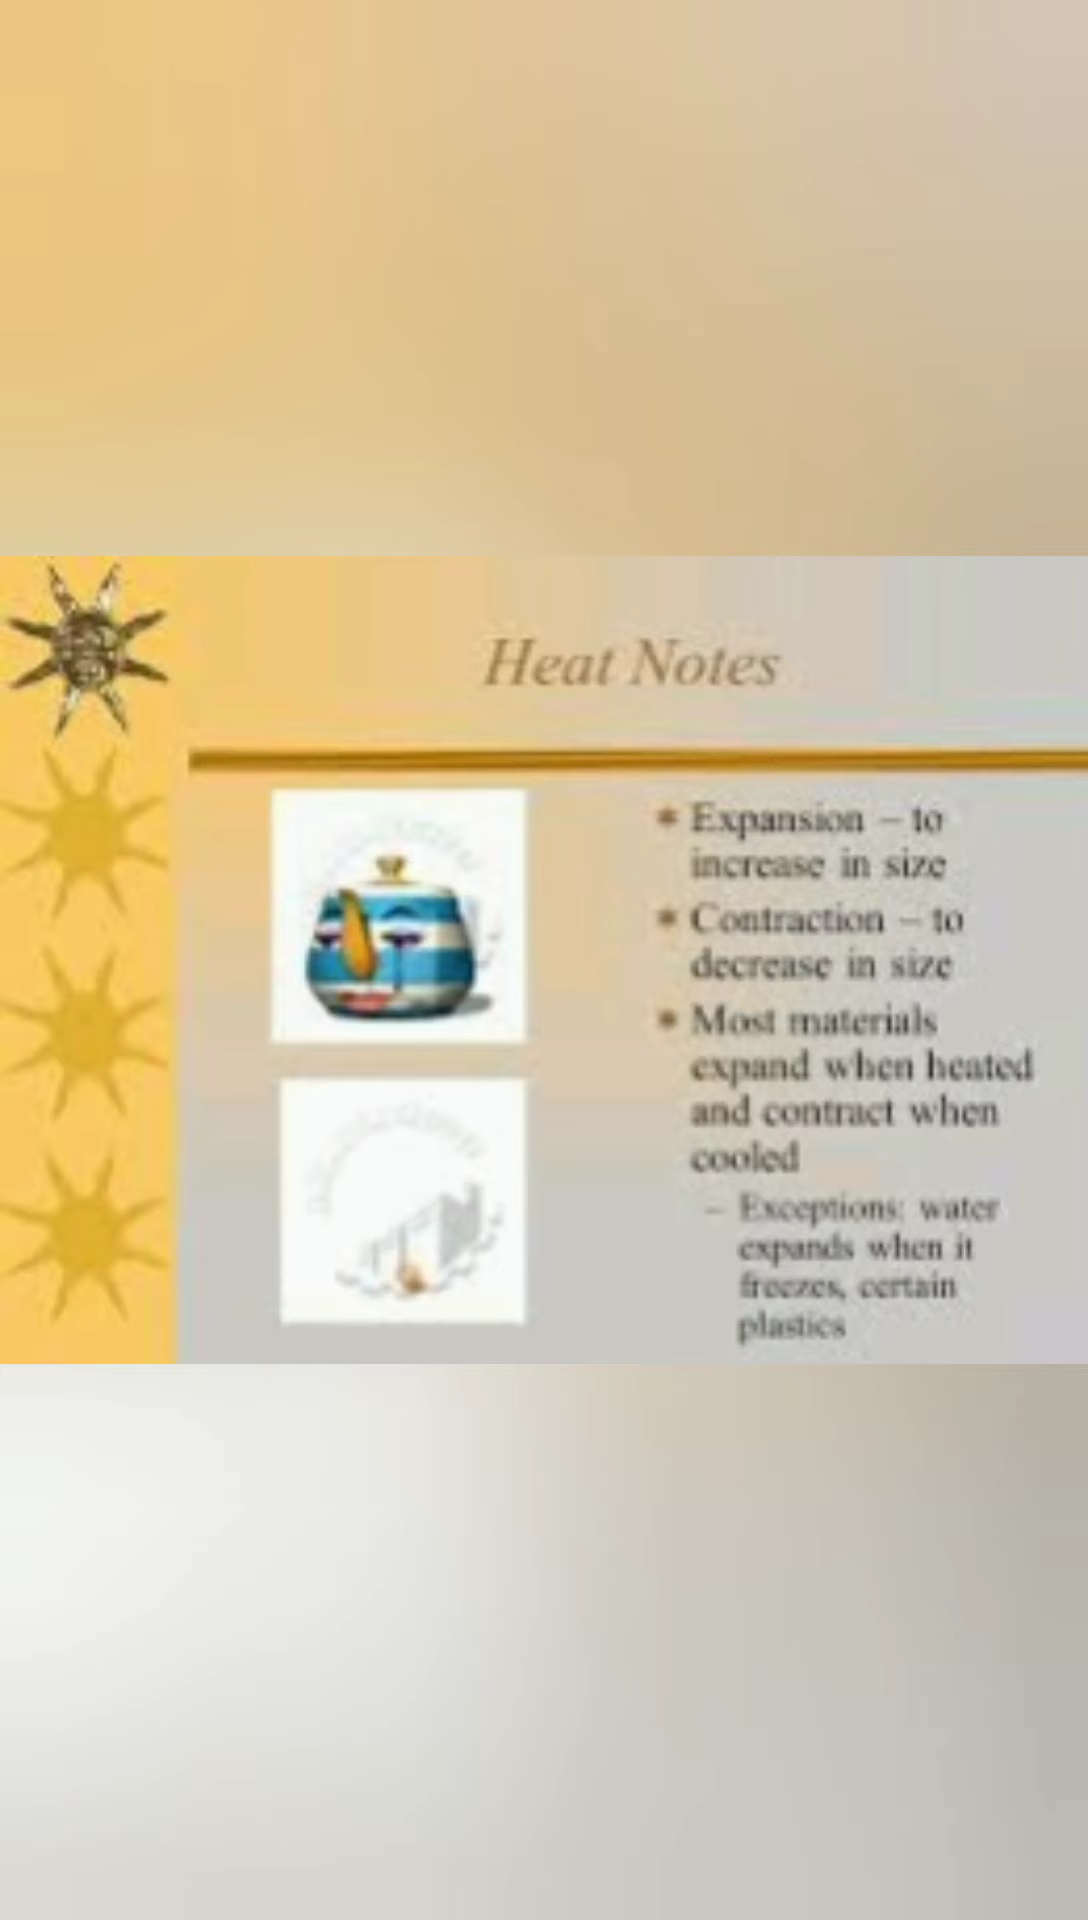 Heat Notes
Expansion – to
increase in size
Contraction – to
decrease in size
Most materials
expand when heated
and contract when
cooled
– Exceptions: water
expands when it
freezes, certain
plastics